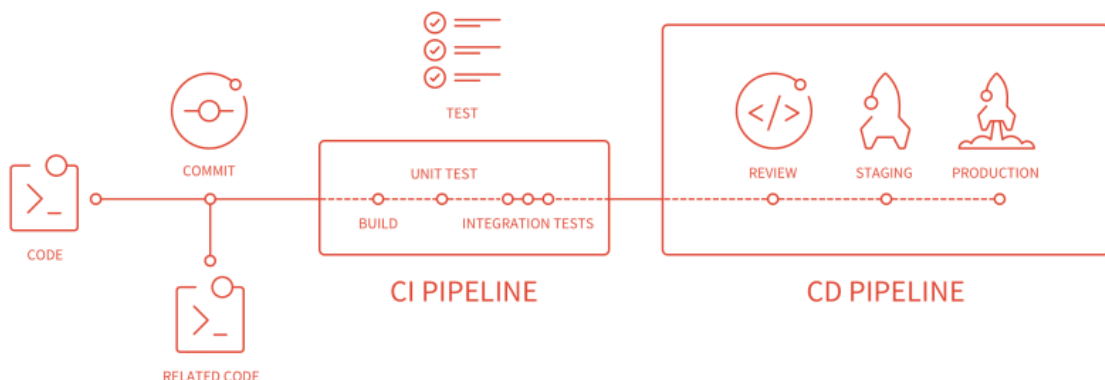 TEST
COMMIT
REVIEW
STAGING
PRODUCTION
UNIT TEST
BUILD
INTEGRATION TESTS
CODE
CI PIPELINE
CD PIPELINE
RELATED CODE